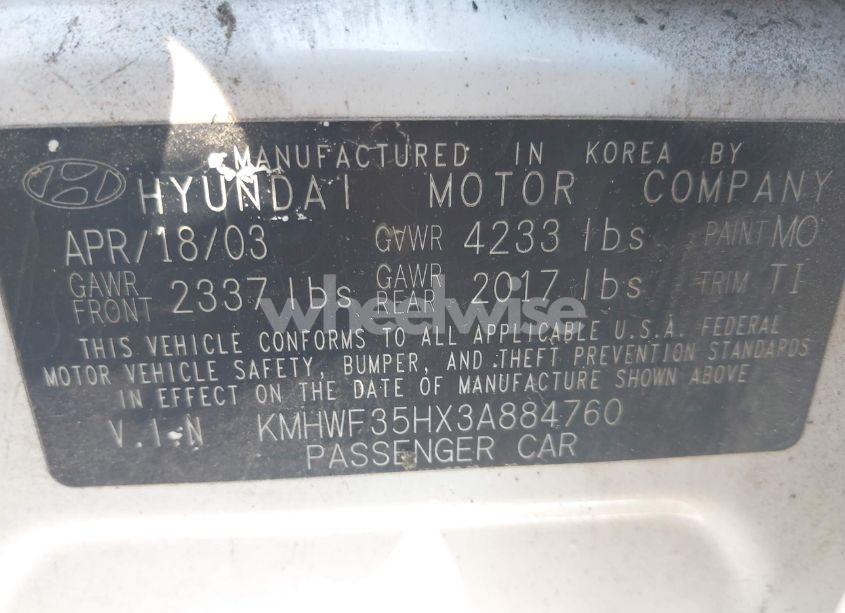 MANUFACTURED IN KOREA BY
HYUNDAI MOTOR COMPANY
APR/18/03 GVWR 4233 lbs PAINT MO
GAWR FRONT 2337 lbs GAWR REAR 2017 lbs TRIM TI
wheelwise
THIS VEHICLE CONFORMS TO ALL APPLICABLE U.S.A. FEDERAL
MOTOR VEHICLE SAFETY, BUMPER, AND THEFT PREVENTION STANDARDS
IN EFFECT ON THE DATE OF MANUFACTURE SHOWN ABOVE
V.I.N KMHWF35HX3A884760
PASSENGER CAR